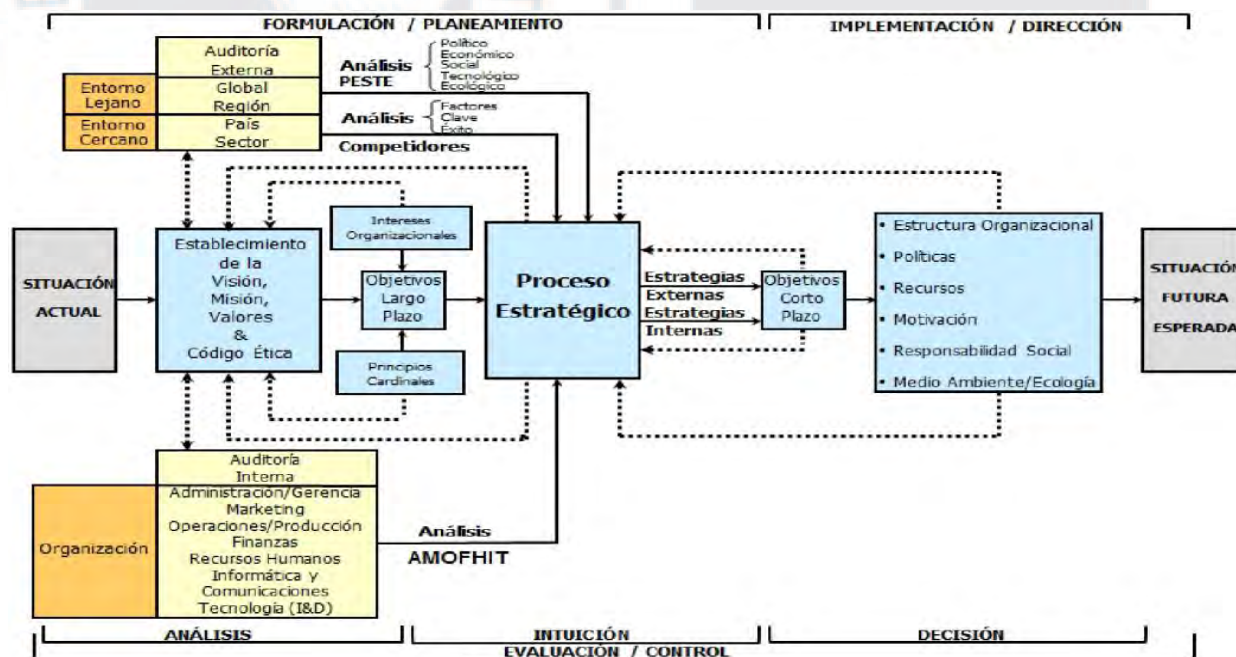 FORMULACIÓN / PLANEAMIENTO
IMPLEMENTACIÓN / DIRECCIÓN
Auditoría
Externa
Global
Región
País
Sector
Entorno
Lejano
Entorno
Cercano
Análisis
PESTE
Político
Económico
Social
Tecnológico
Ecológico
Análisis
Factores
Clave
Éxito
Competidores
SITUACIÓN
ACTUAL
Establecimiento
de la
Visión,
Misión,
Valores
&
Código Ética
Intereses
Organizacionales
Objetivos
Largo
Plazo
Principios
Cardinales
Proceso
Estratégico
Estrategias
Externas
Estrategias
Internas
Objetivos
Corto
Plazo
• Estructura Organizacional
• Políticas
• Recursos
• Motivación
• Responsabilidad Social
• Medio Ambiente/Ecología
SITUACIÓN
FUTURA
ESPERADA
Auditoría
Interna
Organización
Administración/Gerencia
Marketing
Operaciones/Producción
Finanzas
Recursos Humanos
Informática y
Comunicaciones
Tecnología (I&D)
Análisis
AMOFHIT
ANÁLISIS
INTUICIÓN
DECISIÓN
EVALUACIÓN / CONTROL